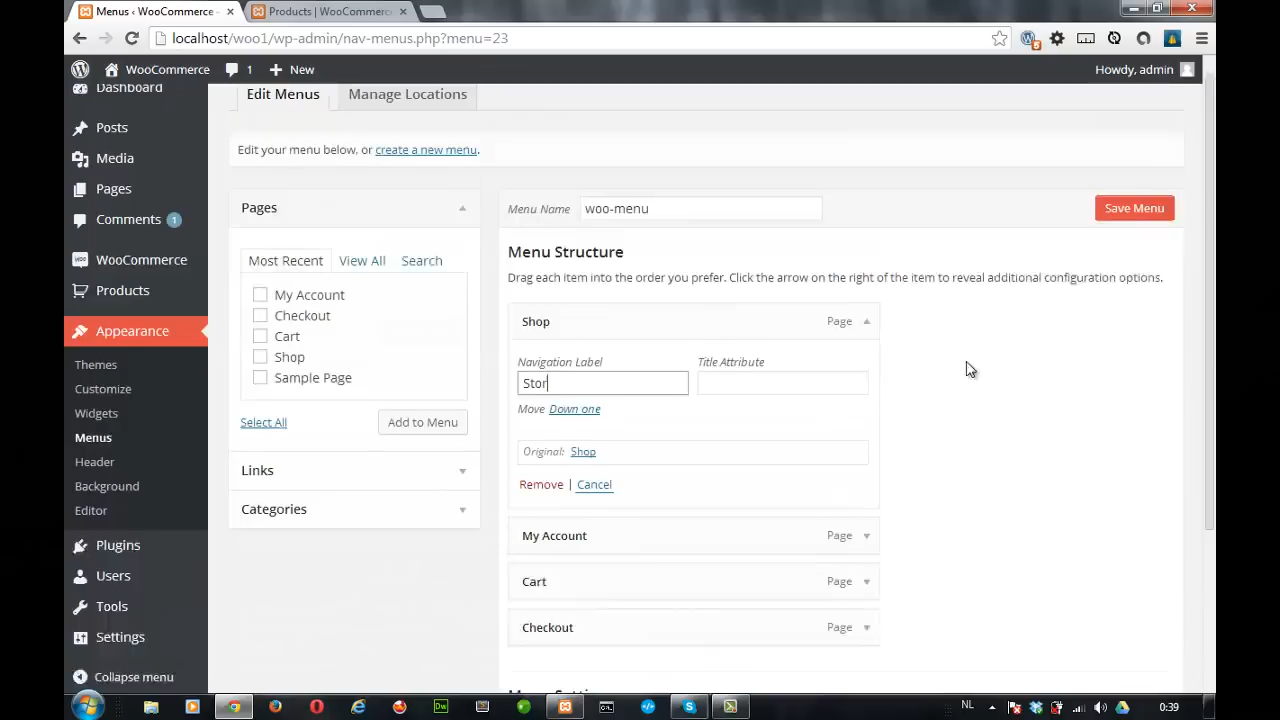 Menus ‹ WooCommerce -
Products | WooCommerce
localhost/woo1/wp-admin/nav-menus.php?menu=23
WooCommerce
1
New
Howdy, admin
Dashboard
Posts
Media
Pages
Comments 1
WooCommerce
Products
Appearance
Themes
Customize
Widgets
Menus
Header
Background
Editor
Plugins
Users
Tools
Settings
Collapse menu
Edit Menus
Manage Locations
Edit your menu below, or create a new menu.
Pages
Most Recent
View All
Search
My Account
Checkout
Cart
Shop
Sample Page
Select All
Add to Menu
Links
Categories
Menu Name
woo-menu
Save Menu
Menu Structure
Drag each item into the order you prefer. Click the arrow on the right of the item to reveal additional configuration options.
Shop
Page
Navigation Label
Title Attribute
Stor
Move Down one
Original: Shop
Remove | Cancel
My Account
Page
Cart
Page
Checkout
Page
NL
0:39